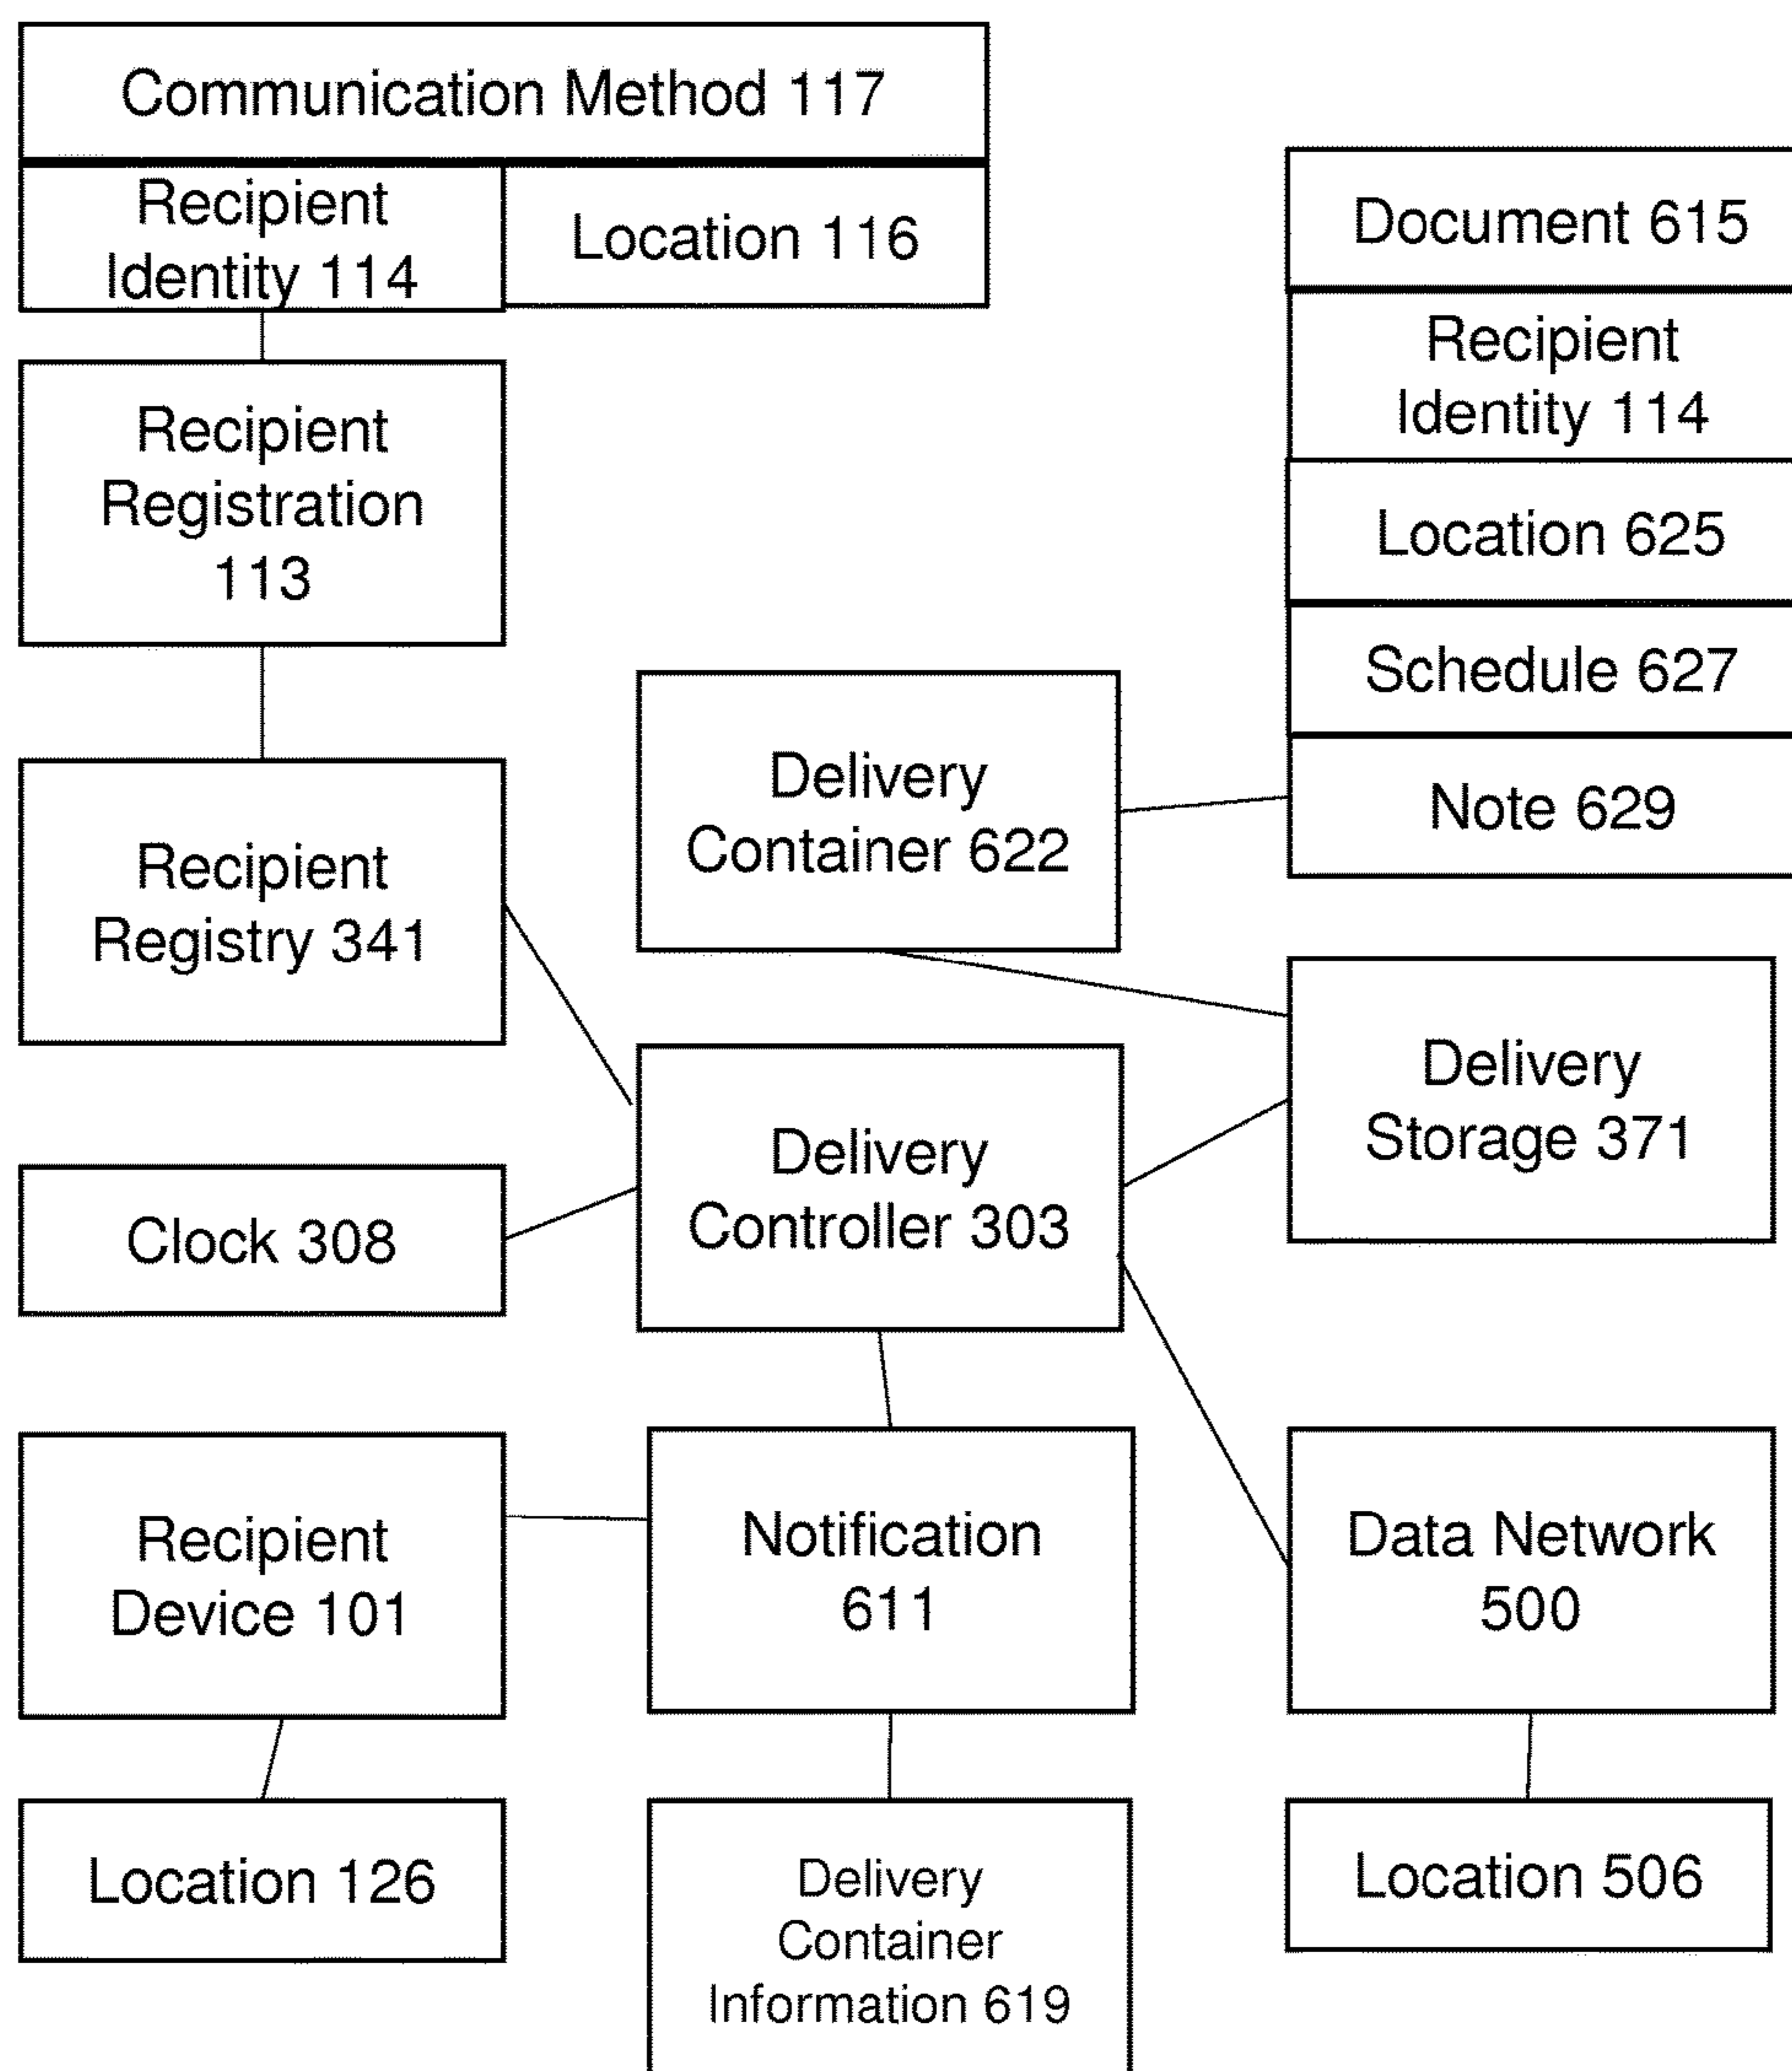 Communication Method 117
Recipient
Identity 114
Location 116
Document 615
Recipient
Identity 114
Location 625
Schedule 627
Note 629
Recipient
Registration
113
Delivery
Container 622
Recipient
Registry 341
Delivery
Storage 371
Delivery
Controller 303
Clock 308
Recipient
Device 101
Notification
611
Data Network
500
Location 126
Delivery
Container
Information 619
Location 506